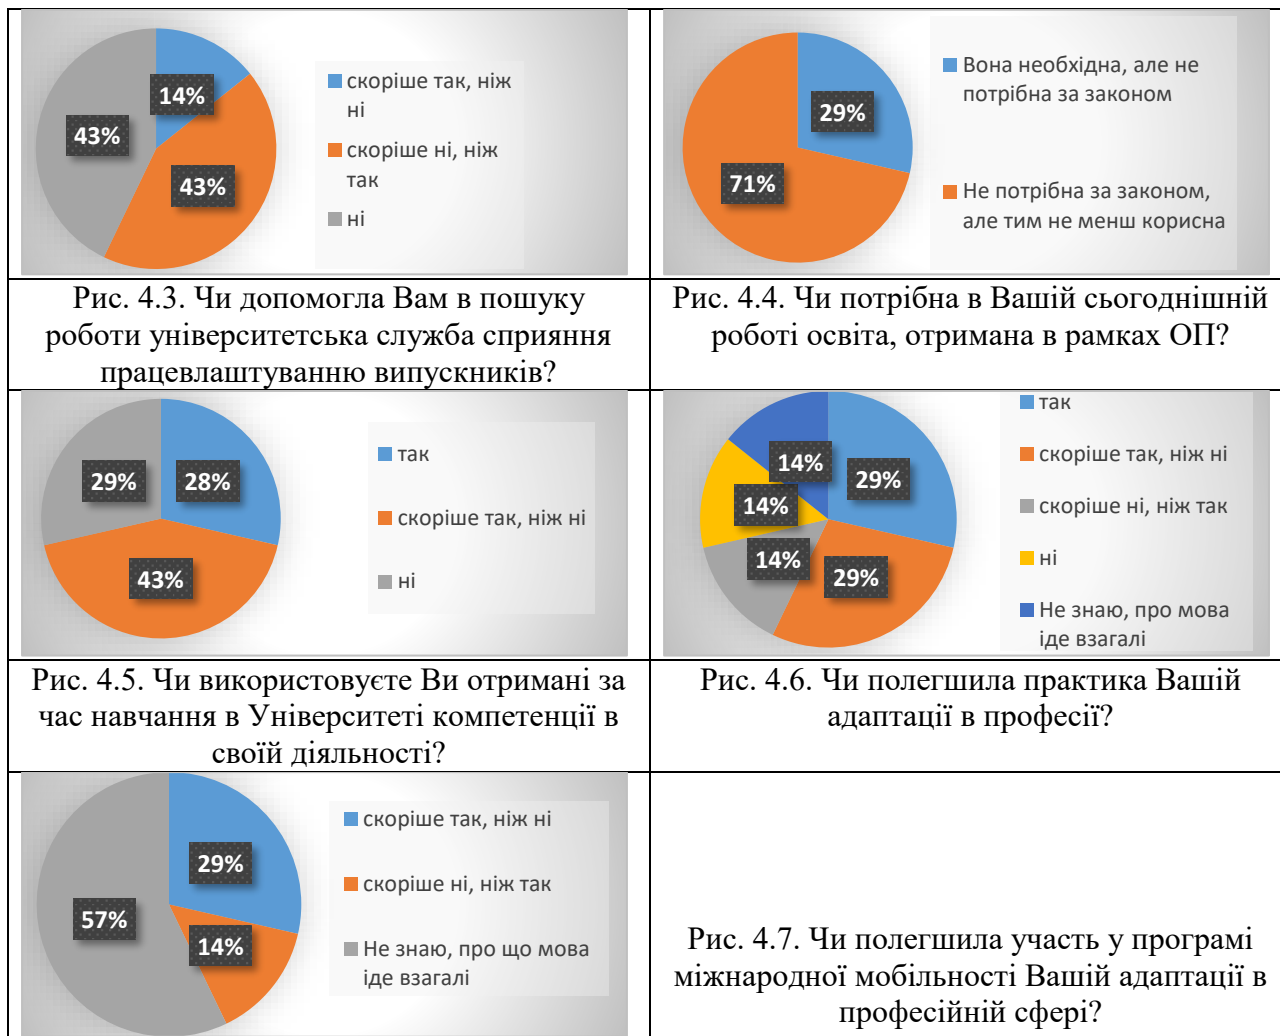 14%
43%
43%
скоріше так, ніж
ні
скоріше ні, ніж
так
ні
29%
71%
Вона необхідна, але не
потрібна за законом
Не потрібна за законом,
але тим не менш корисна
Рис. 4.3. Чи допомогла Вам в пошуку
роботи університетська служба сприяння
працевлаштуванню випускників?
Рис. 4.4. Чи потрібна в Вашій сьогоднішній
роботі освіта, отримана в рамках ОП?
29%
28%
43%
так
скоріше так, ніж ні
ні
14%
29%
14%
14%
29%
так
скоріше так, ніж ні
скоріше ні, ніж так
ні
Не знаю, про мова
іде взагалі
Рис. 4.5. Чи використовуєте Ви отримані за
час навчання в Університеті компетенції в
своїй діяльності?
Рис. 4.6. Чи полегшила практика Вашій
адаптації в професії?
29%
57%
14%
скоріше так, ніж ні
скоріше ні, ніж так
Не знаю, про що мова
іде взагалі
Рис. 4.7. Чи полегшила участь у програмі
міжнародної мобільності Вашій адаптації в
професійній сфері?